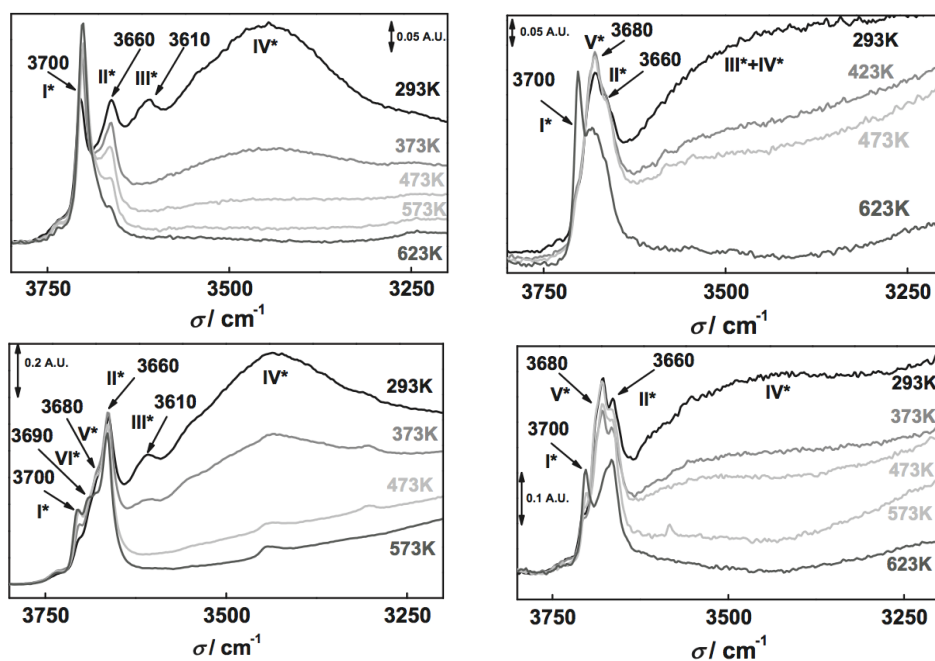 0.05 A.U.
3660
3610
3700
II*
IV*
293K
III*
I*
373K
473K
573K
623K
3750
3500
3250
σ/ cm⁻¹
0.05 A.U.
3680
V*
293K
3660
II*
III*+IV*
3700
423K
I*
473K
623K
3750
3500
3250
σ/ cm⁻¹
0.2 A.U.
3660
II*
IV*
293K
3610
V*
III*
3680
373K
3690
VI*
3700
473K
I*
573K
3750
3500
3250
σ/ cm⁻¹
3680
3660
V*
II*
IV*
293K
3700
373K
I*
473K
0.1 A.U.
573K
623K
3750
3500
3250
σ/ cm⁻¹